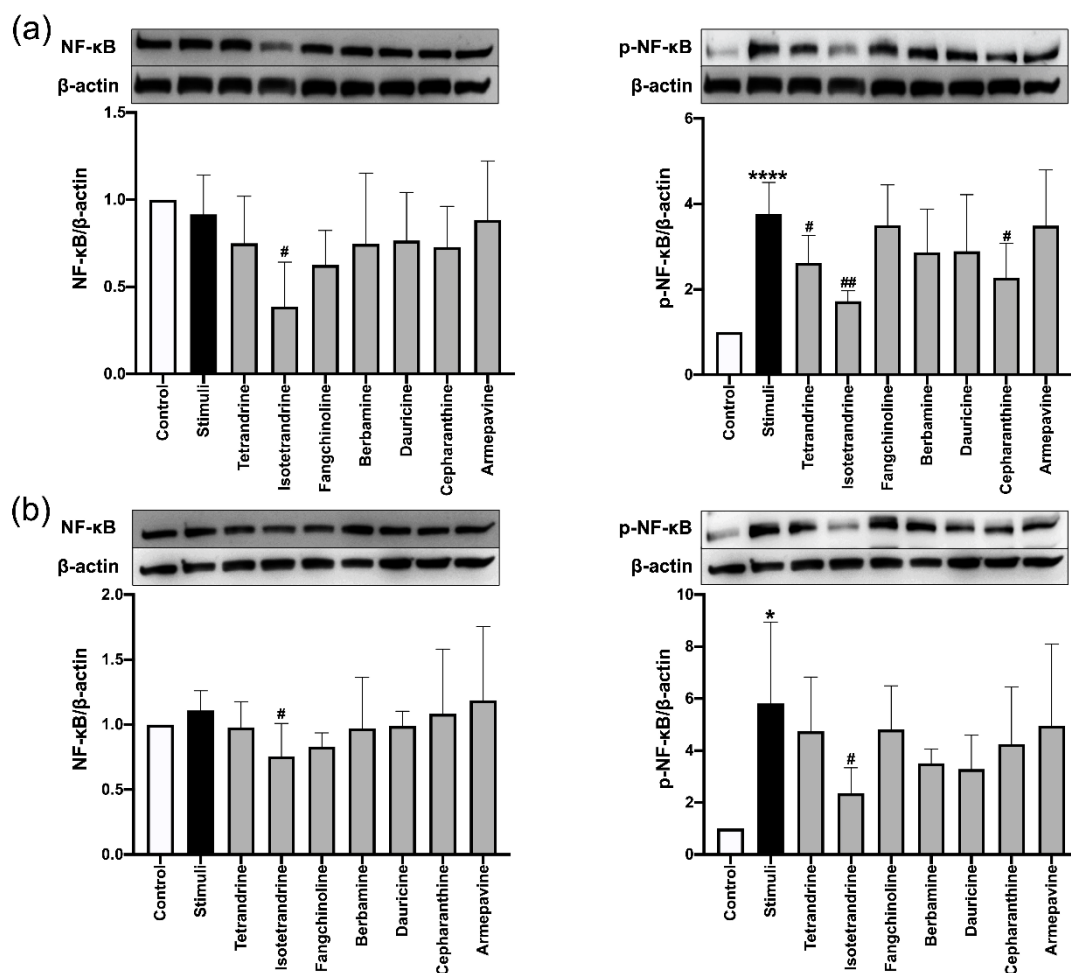 (a)
NF-κB
β-actin
NF-κB/β-actin
1.5
1.0
0.5
0.0
#
Control
Stimuli
Tetrandrine
Isotetrandrine
Fangchinoline
Berbamine
Dauricine
Cepharanthine
Armepavine
p-NF-κB
β-actin
p-NF-κB/β-actin
6
4
2
0
****
#
##
#
Control
Stimuli
Tetrandrine
Isotetrandrine
Fangchinoline
Berbamine
Dauricine
Cepharanthine
Armepavine
(b)
NF-κB
β-actin
NF-κB/β-actin
2.0
1.5
1.0
0.5
0.0
#
Control
Stimuli
Tetrandrine
Isotetrandrine
Fangchinoline
Berbamine
Dauricine
Cepharanthine
Armepavine
p-NF-κB
β-actin
p-NF-κB/β-actin
10
8
6
4
2
0
*
#
Control
Stimuli
Tetrandrine
Isotetrandrine
Fangchinoline
Berbamine
Dauricine
Cepharanthine
Armepavine